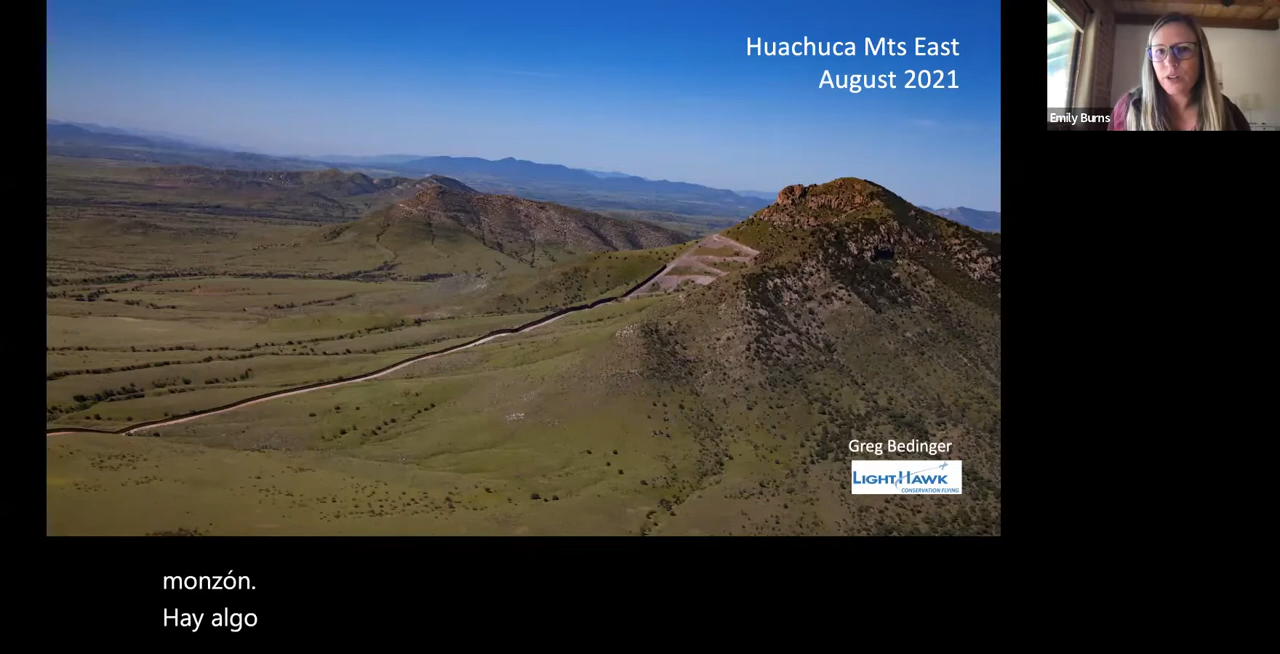 Huachuca Mts East
August 2021
Emily Burns
Greg Bedinger
LIGHTHAWK
CONSERVATION FLYING
monzón.
Hay algo